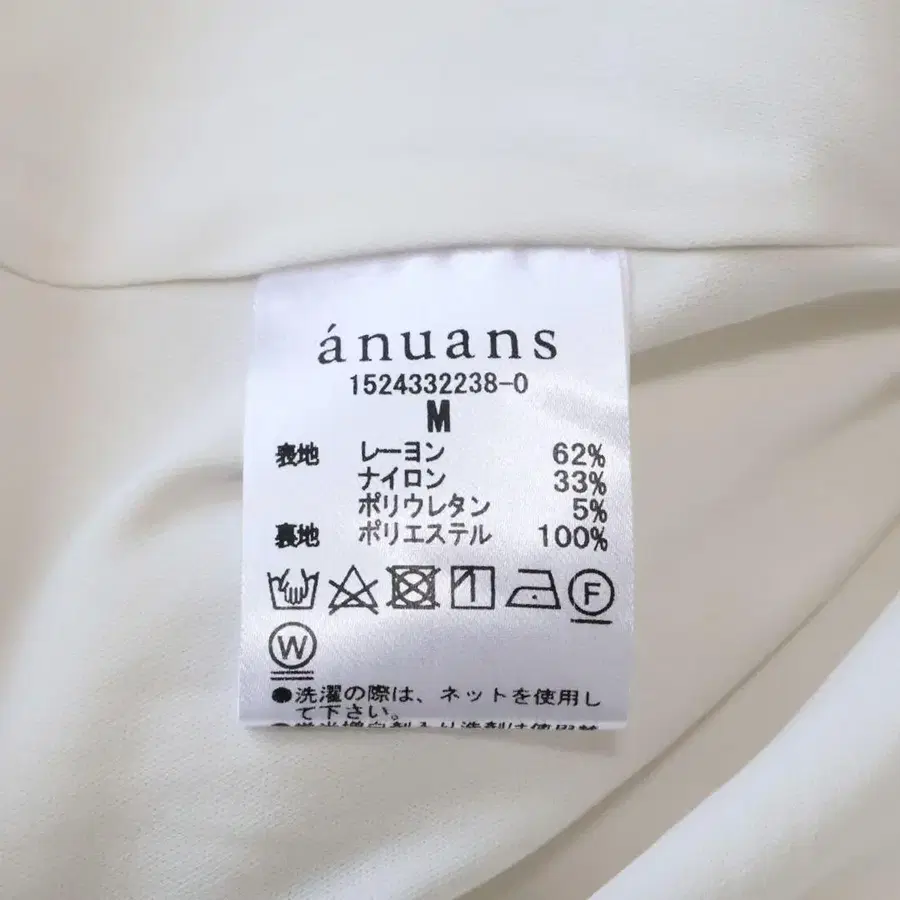 ánuans
1524332238-0
M
表地 レーヨン 62%
ナイロン 33%
ポリウレタン 5%
裏地 ポリエステル 100%
F
W
●洗濯の際は、ネットを使用し
て下さい。